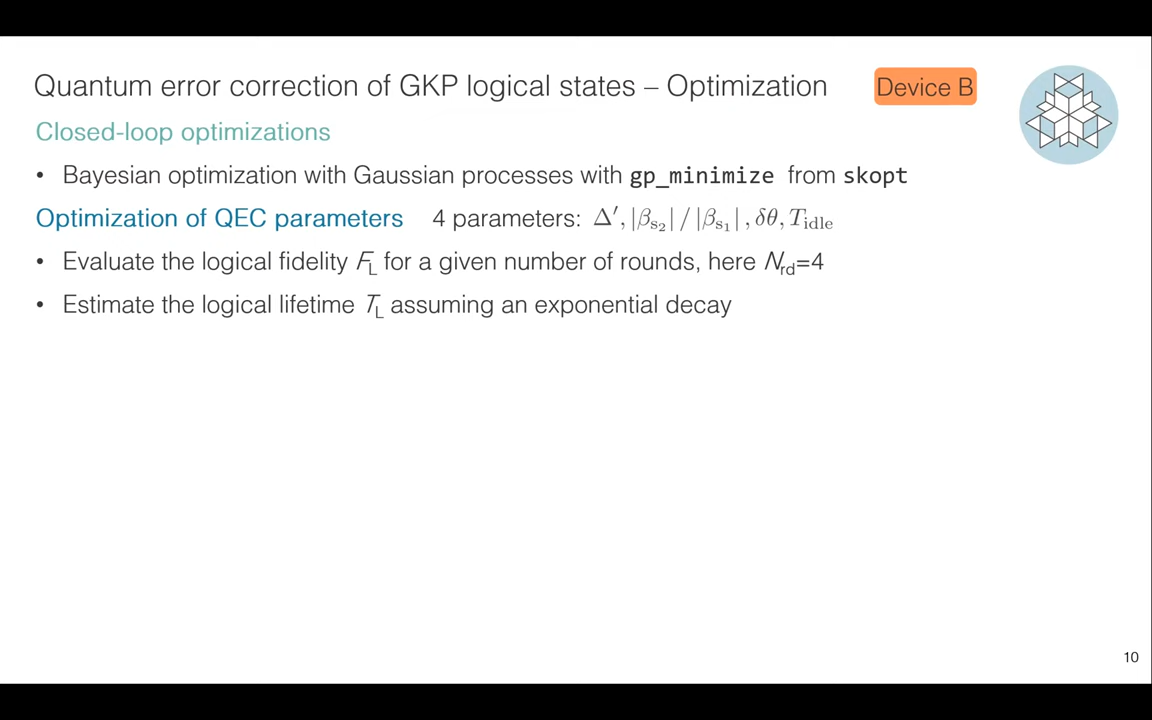 Quantum error correction of GKP logical states – Optimization
Device B
Closed-loop optimizations
• Bayesian optimization with Gaussian processes with gp_minimize from skopt
Optimization of QEC parameters 4 parameters: Δ′, |β_s₂| / |β_s₁|, δθ, T_idle
• Evaluate the logical fidelity F_L for a given number of rounds, here N_rd=4
• Estimate the logical lifetime T_L assuming an exponential decay
10